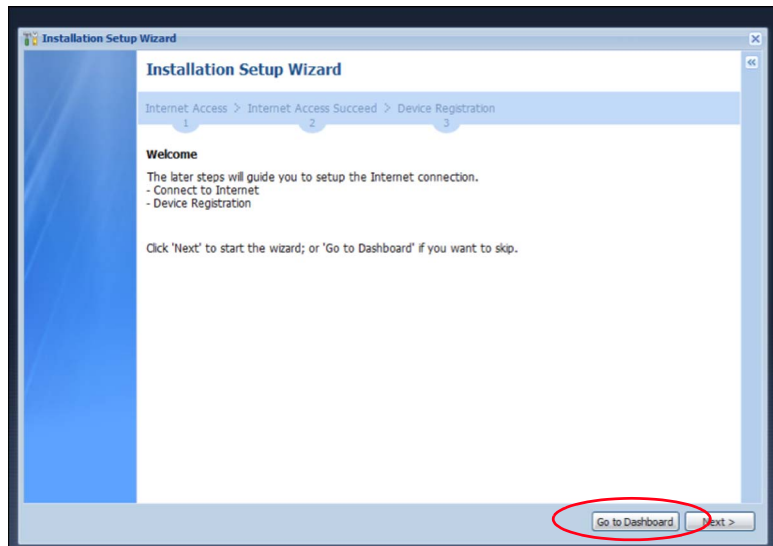 Installation Setup Wizard
Installation Setup Wizard
Internet Access > Internet Access Succeed > Device Registration
1 2 3
Welcome
The later steps will guide you to setup the Internet connection.
- Connect to Internet
- Device Registration
Click 'Next' to start the wizard; or 'Go to Dashboard' if you want to skip.
Go to Dashboard Next >